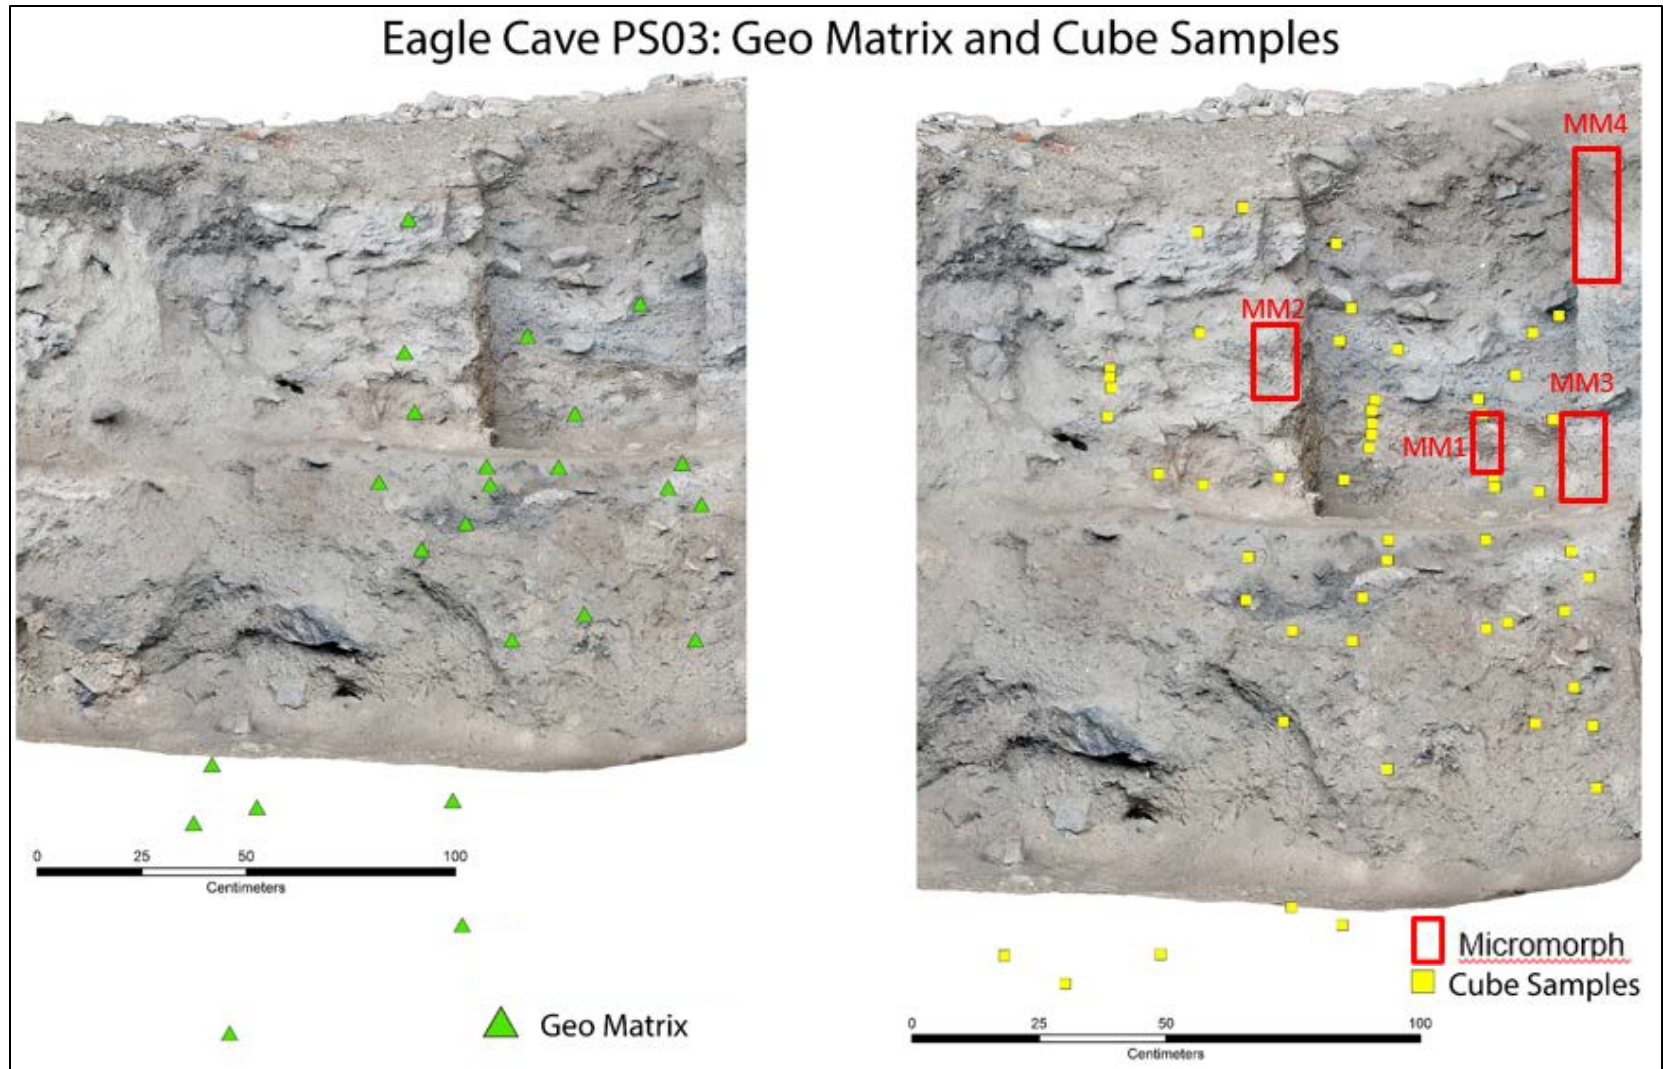 Eagle Cave PS03: Geo Matrix and Cube Samples
MM4
MM2
MM3
MM1
0 25 50 100
Centimeters
Geo Matrix
Micromorph
Cube Samples
0 25 50 100
Centimeters